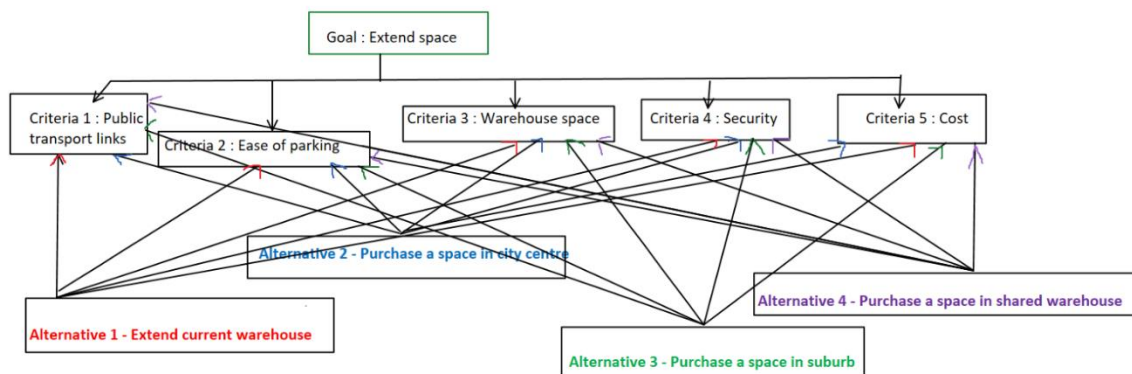 Goal : Extend space
Criteria 1 : Public
transport links
Criteria 2 : Ease of parking
Criteria 3 : Warehouse space
Criteria 4 : Security
Criteria 5 : Cost
Alternative 2 - Purchase a space in city centre
Alternative 4 - Purchase a space in shared warehouse
Alternative 1 - Extend current warehouse
Alternative 3 - Purchase a space in suburb